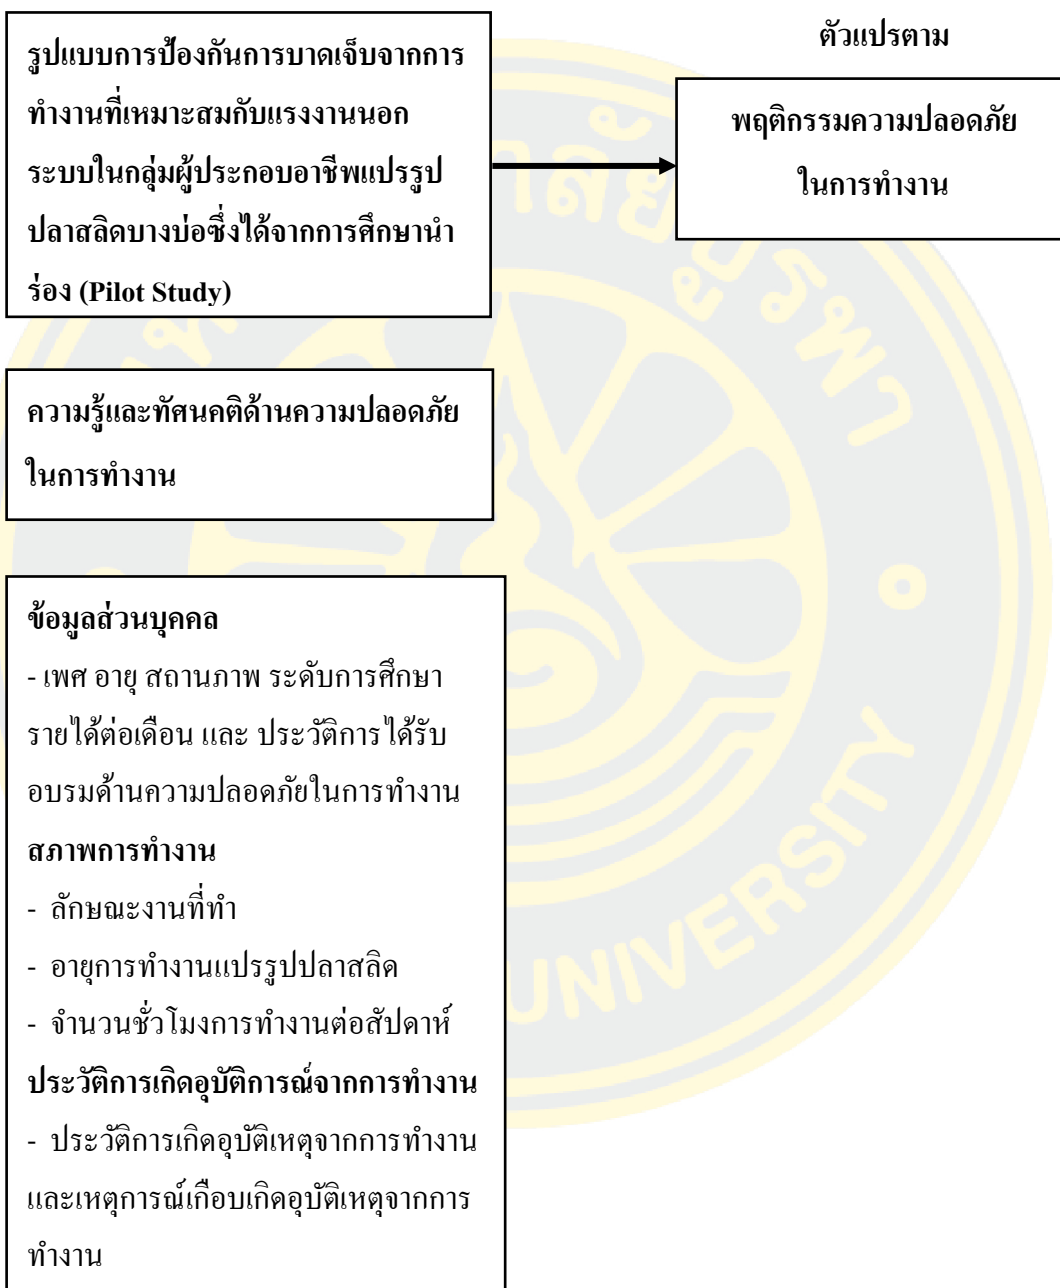 รูปแบบการป้องกันการบาดเจ็บจากการ
ทำงานที่เหมาะสมกับแรงงานนอก
ระบบในกลุ่มผู้ประกอบอาชีพแปรรูป
ปลาสลิดบางบ่อซึ่งได้จากการศึกษานำ
ร่อง (Pilot Study)
ตัวแปรตาม
พฤติกรรมความปลอดภัย
ในการทำงาน
ความรู้และทัศนคติด้านความปลอดภัย
ในการทำงาน
ข้อมูลส่วนบุคคล
- เพศ อายุ สถานภาพ ระดับการศึกษา
รายได้ต่อเดือน และ ประวัติการได้รับ
อบรมด้านความปลอดภัยในการทำงาน
สภาพการทำงาน
- ลักษณะงานที่ทำ
- อายุการทำงานแปรรูปปลาสลิด
- จำนวนชั่วโมงการทำงานต่อสัปดาห์
ประวัติการเกิดอุบัติการณ์จากการทำงาน
- ประวัติการเกิดอุบัติเหตุจากการทำงาน
และเหตุการณ์เกือบเกิดอุบัติเหตุจากการ
ทำงาน
UNIVERSITY